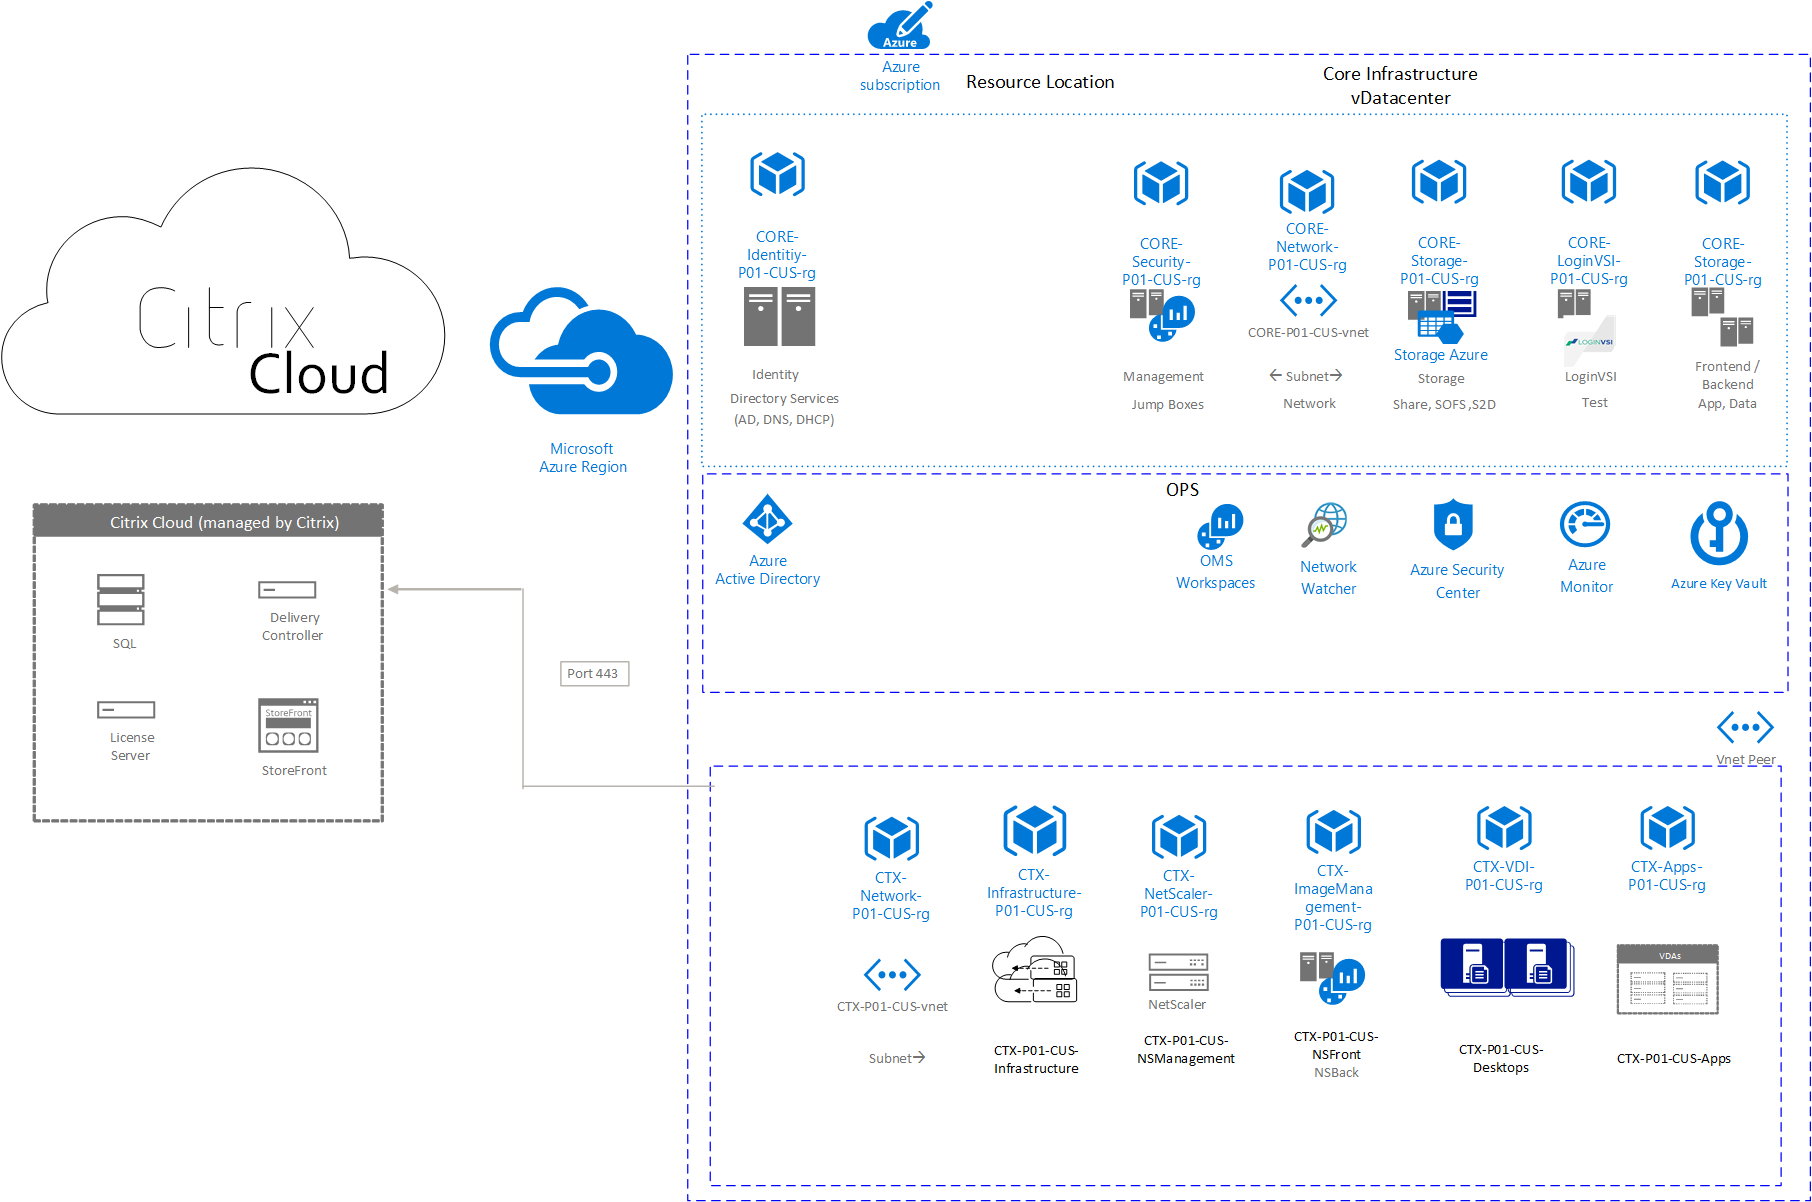 Azure
Azure
subscription
Resource Location
Core Infrastructure
vDatacenter
CORE-
Identitiy-
P01-CUS-rg
Identity
Directory Services
(AD, DNS, DHCP)
CORE-
Security-
P01-CUS-rg
Management
Jump Boxes
CORE-
Network-
P01-CUS-rg
CORE-P01-CUS-vnet
Subnet
Network
CORE-
Storage-
P01-CUS-rg
Storage Azure
Storage
Share, SOFS ,S2D
CORE-
LoginVSI-
P01-CUS-rg
LOGINVSI
LoginVSI
Test
CORE-
Storage-
P01-CUS-rg
Frontend /
Backend
App, Data
Citrix
Cloud
Microsoft
Azure Region
OPS
Azure
Active Directory
OMS
Workspaces
Network
Watcher
Azure Security
Center
Azure
Monitor
Azure Key Vault
Citrix Cloud (managed by Citrix)
SQL
Delivery
Controller
License
Server
StoreFront
StoreFront
Port 443
Vnet Peer
CTX-
Network-
P01-CUS-rg
CTX-P01-CUS-vnet
Subnet
CTX-
Infrastructure-
P01-CUS-rg
CTX-P01-CUS-
Infrastructure
CTX-
NetScaler-
P01-CUS-rg
NetScaler
CTX-P01-CUS-
NSManagement
CTX-
ImageMana
gement-
P01-CUS-rg
CTX-P01-CUS-
NSFront
NSBack
CTX-VDI-
P01-CUS-rg
CTX-P01-CUS-
Desktops
CTX-Apps-
P01-CUS-rg
VDAs
CTX-P01-CUS-Apps